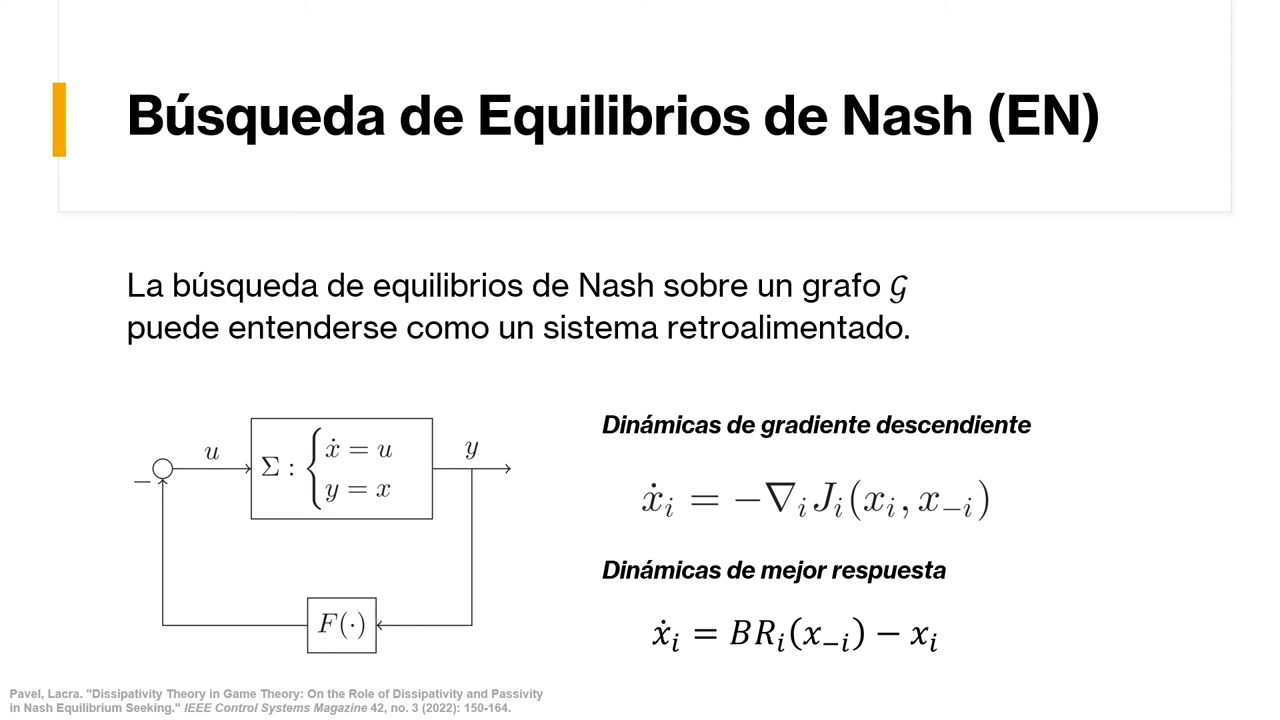 Búsqueda de Equilibrios de Nash (EN)
La búsqueda de equilibrios de Nash sobre un grafo 𝒢
puede entenderse como un sistema retroalimentado.
u
−
Σ : { ẋ = u
y = x
y
F(·)
Dinámicas de gradiente descendiente
ẋᵢ = −∇ᵢJᵢ(xᵢ, x₋ᵢ)
Dinámicas de mejor respuesta
ẋᵢ = BRᵢ(x₋ᵢ) − xᵢ
Pavel, Lacra. "Dissipativity Theory in Game Theory: On the Role of Dissipativity and Passivity
in Nash Equilibrium Seeking." IEEE Control Systems Magazine 42, no. 3 (2022): 150-164.